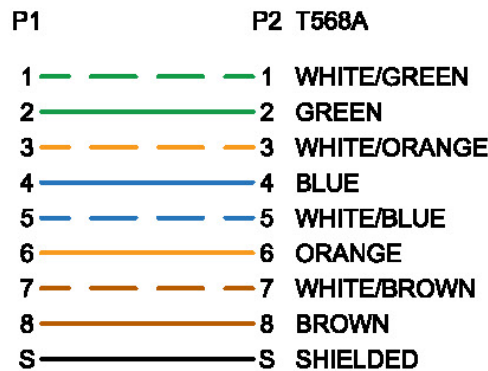 P1 P2 T568A
1 1 WHITE/GREEN
2 2 GREEN
3 3 WHITE/ORANGE
4 4 BLUE
5 5 WHITE/BLUE
6 6 ORANGE
7 7 WHITE/BROWN
8 8 BROWN
S S SHIELDED